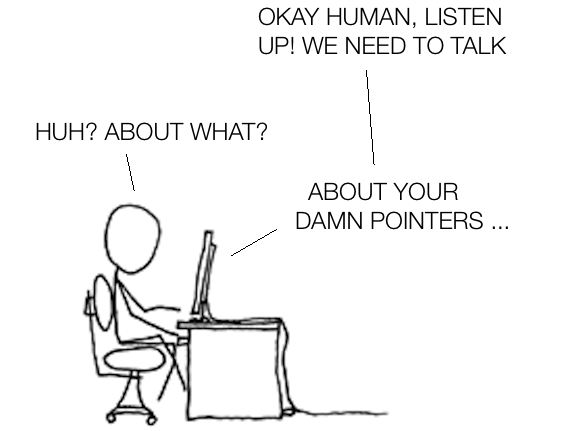 OKAY HUMAN, LISTEN
UP! WE NEED TO TALK
HUH? ABOUT WHAT?
ABOUT YOUR
DAMN POINTERS ...